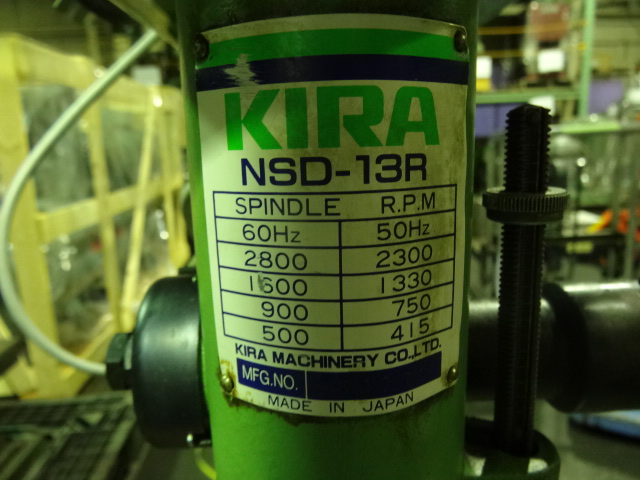 KIRA
NSD-13R
SPINDLE R.P.M
60Hz 50Hz
2800 2300
1600 1330
900 750
500 415
KIRA MACHINERY CO.,LTD.
MFG.NO.
MADE IN JAPAN